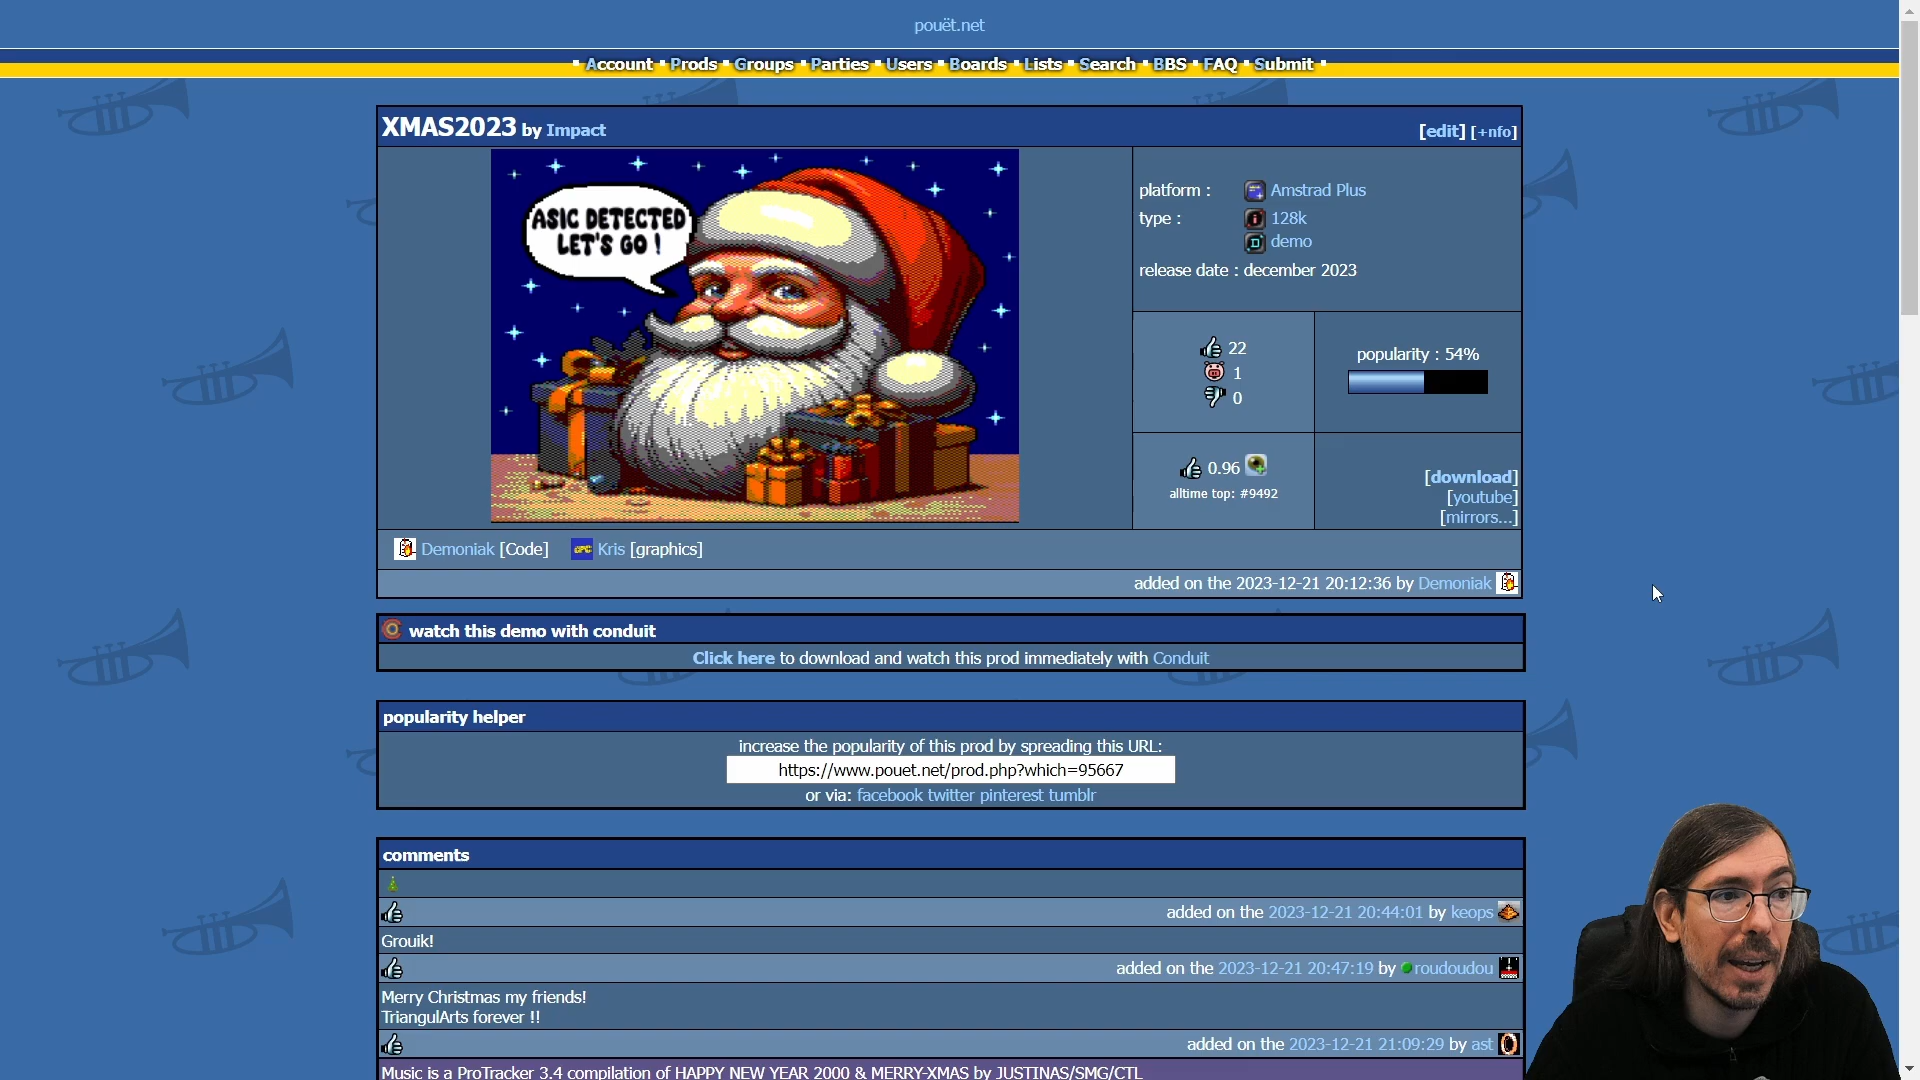 pouët.net
Account Prods Groups Parties Users Boards Lists Search BBS FAQ Submit
XMAS2023 by Impact
[edit] [+nfo]
ASIC DETECTED
LET'S GO !
platform : Amstrad Plus
type : 128k
demo
release date : december 2023
22
1
0
popularity : 54%
0.96
alltime top: #9492
[download]
[youtube]
[mirrors...]
Demoniak [Code] Kris [graphics]
added on the 2023-12-21 20:12:36 by Demoniak
watch this demo with conduit
Click here to download and watch this prod immediately with Conduit
popularity helper
increase the popularity of this prod by spreading this URL:
https://www.pouet.net/prod.php?which=95667
or via: facebook twitter pinterest tumblr
comments
added on the 2023-12-21 20:44:01 by keops
Grouik!
added on the 2023-12-21 20:47:19 by roudoudou
Merry Christmas my friends!
TriangulArts forever !!
added on the 2023-12-21 21:09:29 by ast
Music is a ProTracker 3.4 compilation of HAPPY NEW YEAR 2000 & MERRY-XMAS by JUSTINAS/SMG/CTL